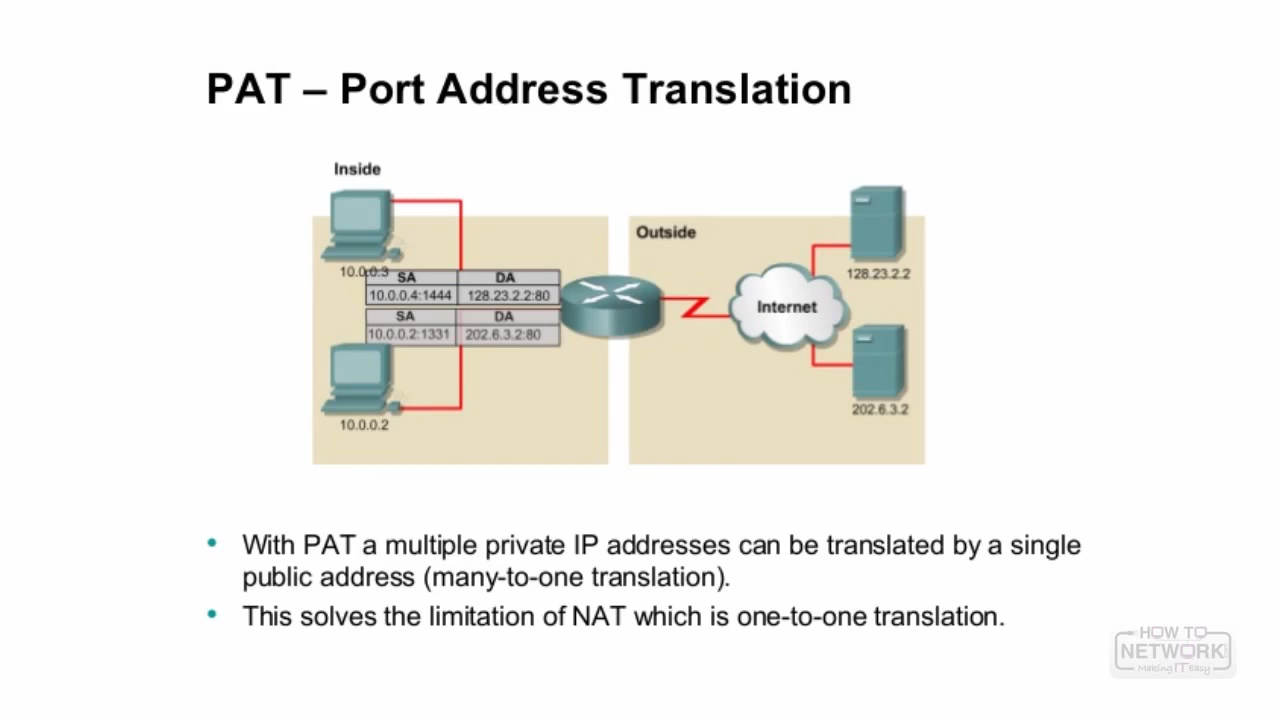 PAT – Port Address Translation
Inside
10.0.0.3
SA DA
10.0.0.4:1444 128.23.2.2:80
SA DA
10.0.0.2:1331 202.6.3.2:80
10.0.0.2
Outside
Internet
128.23.2.2
202.6.3.2
• With PAT a multiple private IP addresses can be translated by a single
public address (many-to-one translation).
• This solves the limitation of NAT which is one-to-one translation.
HOW TO
NETWORK
Making IT Easy